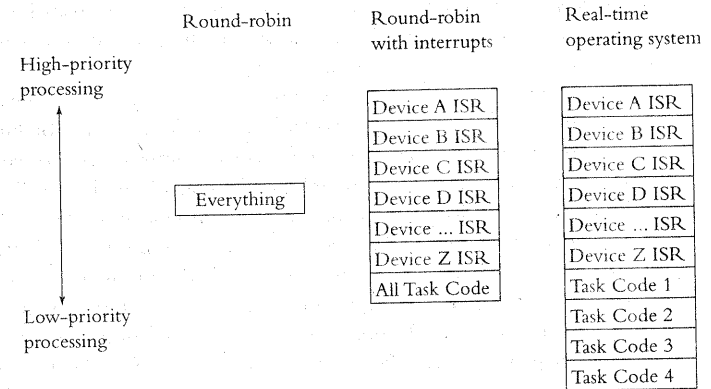 Round-robin
Round-robin
with interrupts
Real-time
operating system
High-priority
processing
Low-priority
processing
Everything
Device A ISR
Device B ISR
Device C ISR
Device D ISR
Device ... ISR
Device Z ISR
All Task Code
Device A ISR
Device B ISR
Device C ISR
Device D ISR
Device ... ISR
Device Z ISR
Task Code 1
Task Code 2
Task Code 3
Task Code 4